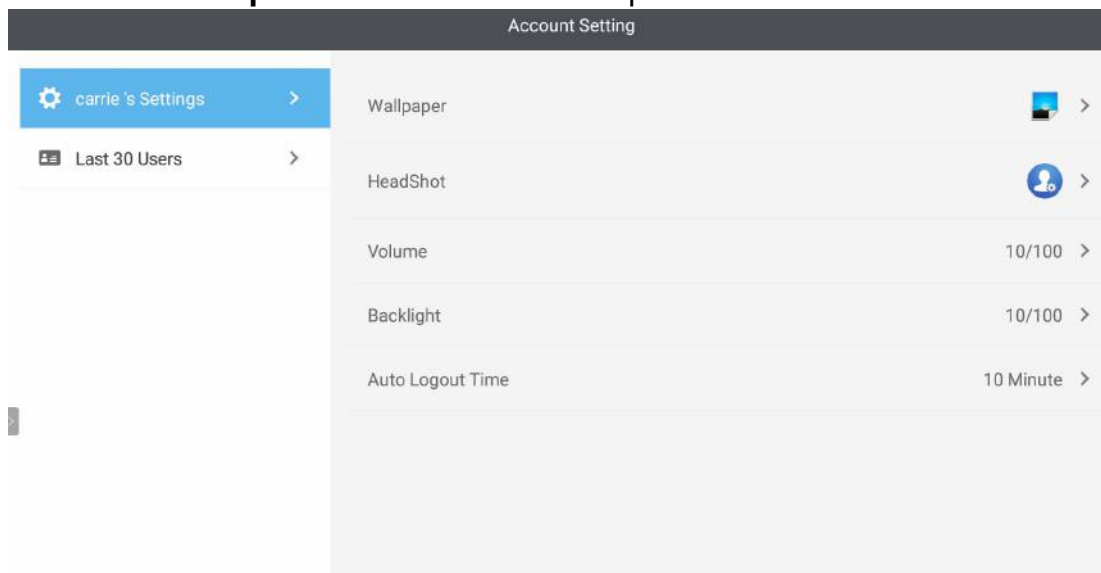 Account Setting
carrie 's Settings
Last 30 Users
Wallpaper
HeadShot
Volume 10/100
Backlight 10/100
Auto Logout Time 10 Minute